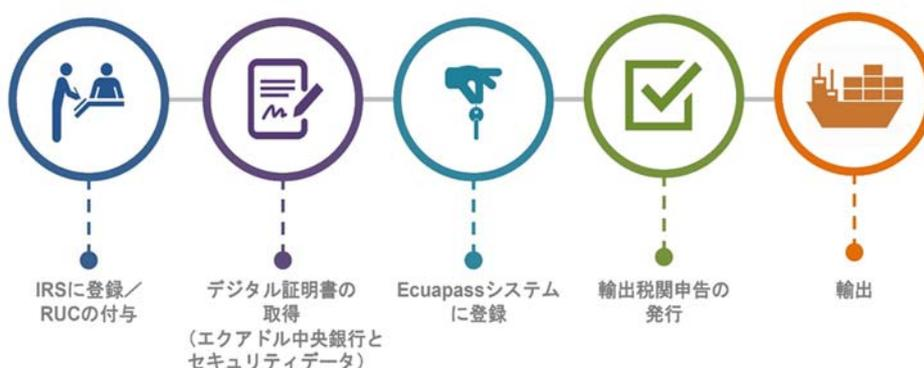 IRSに登録／
RUCの付与
デジタル証明書の
取得
（エクアドル中央銀行と
セキュリティデータ）
Ecuapassシステム
に登録
輸出税関申告の
発行
輸出